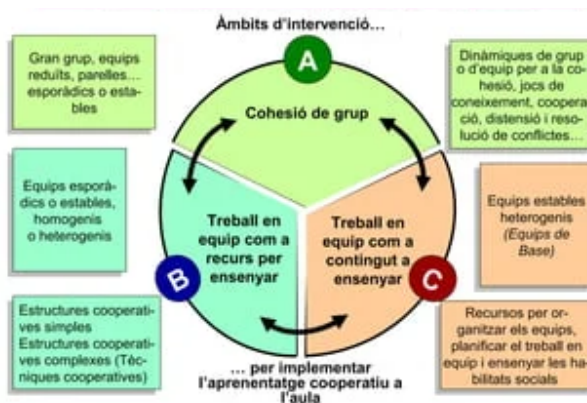 Àmbits d'intervenció…
Gran grup, equips
reduïts, parelles…
esporàdics o esta-
bles
A
Cohesió de grup
Dinàmiques de grup
o d'equip per a la co-
hesió, jocs de
coneixement, coopera-
ció, distensió i reso-
lució de conflictes…
Equips esporà-
dics o estables,
homogenis
o heterogenis
Treball en
equip com a
recurs per
ensenyar
B
Treball en
equip com a
contingut a
ensenyar
C
Equips estables
heterogenis
(Equips de
Base)
Estructures cooperati-
ves simples
Estructures cooperati-
ves complexes (Tèc-
niques cooperatives)
… per implementar
l'aprenentatge cooperatiu a
l'aula
Recursos per or-
ganitzar els equips,
planificar el treball en
equip i ensenyar les ha-
bilitats socials